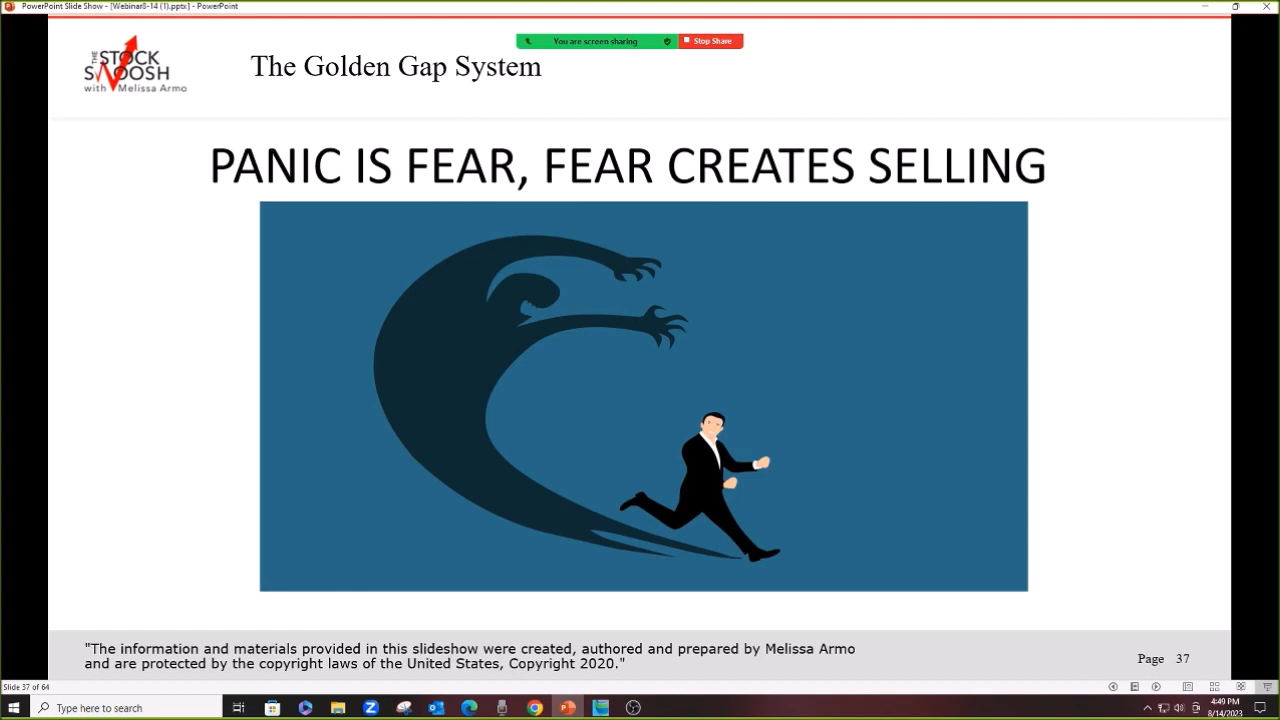 PowerPoint Slide Show - [Webinar8-14 (1).pptx] - PowerPoint
You are screen sharing
Stop Share
THE STOCK
SWOOSH
with Melissa Armo
The Golden Gap System
PANIC IS FEAR, FEAR CREATES SELLING
"The information and materials provided in this slideshow were created, authored and prepared by Melissa Armo
and are protected by the copyright laws of the United States, Copyright 2020."
Page 37
Slide 37 of 64
Type here to search
4:49 PM
8/14/2023